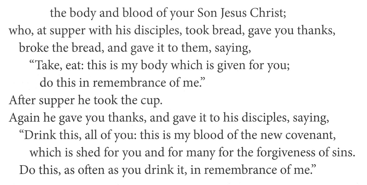 the body and blood of your Son Jesus Christ;
who, at supper with his disciples, took bread, gave you thanks,
broke the bread, and gave it to them, saying,
“Take, eat: this is my body which is given for you;
do this in remembrance of me.”
After supper he took the cup.
Again he gave you thanks, and gave it to his disciples, saying,
“Drink this, all of you: this is my blood of the new covenant,
which is shed for you and for many for the forgiveness of sins.
Do this, as often as you drink it, in remembrance of me.”